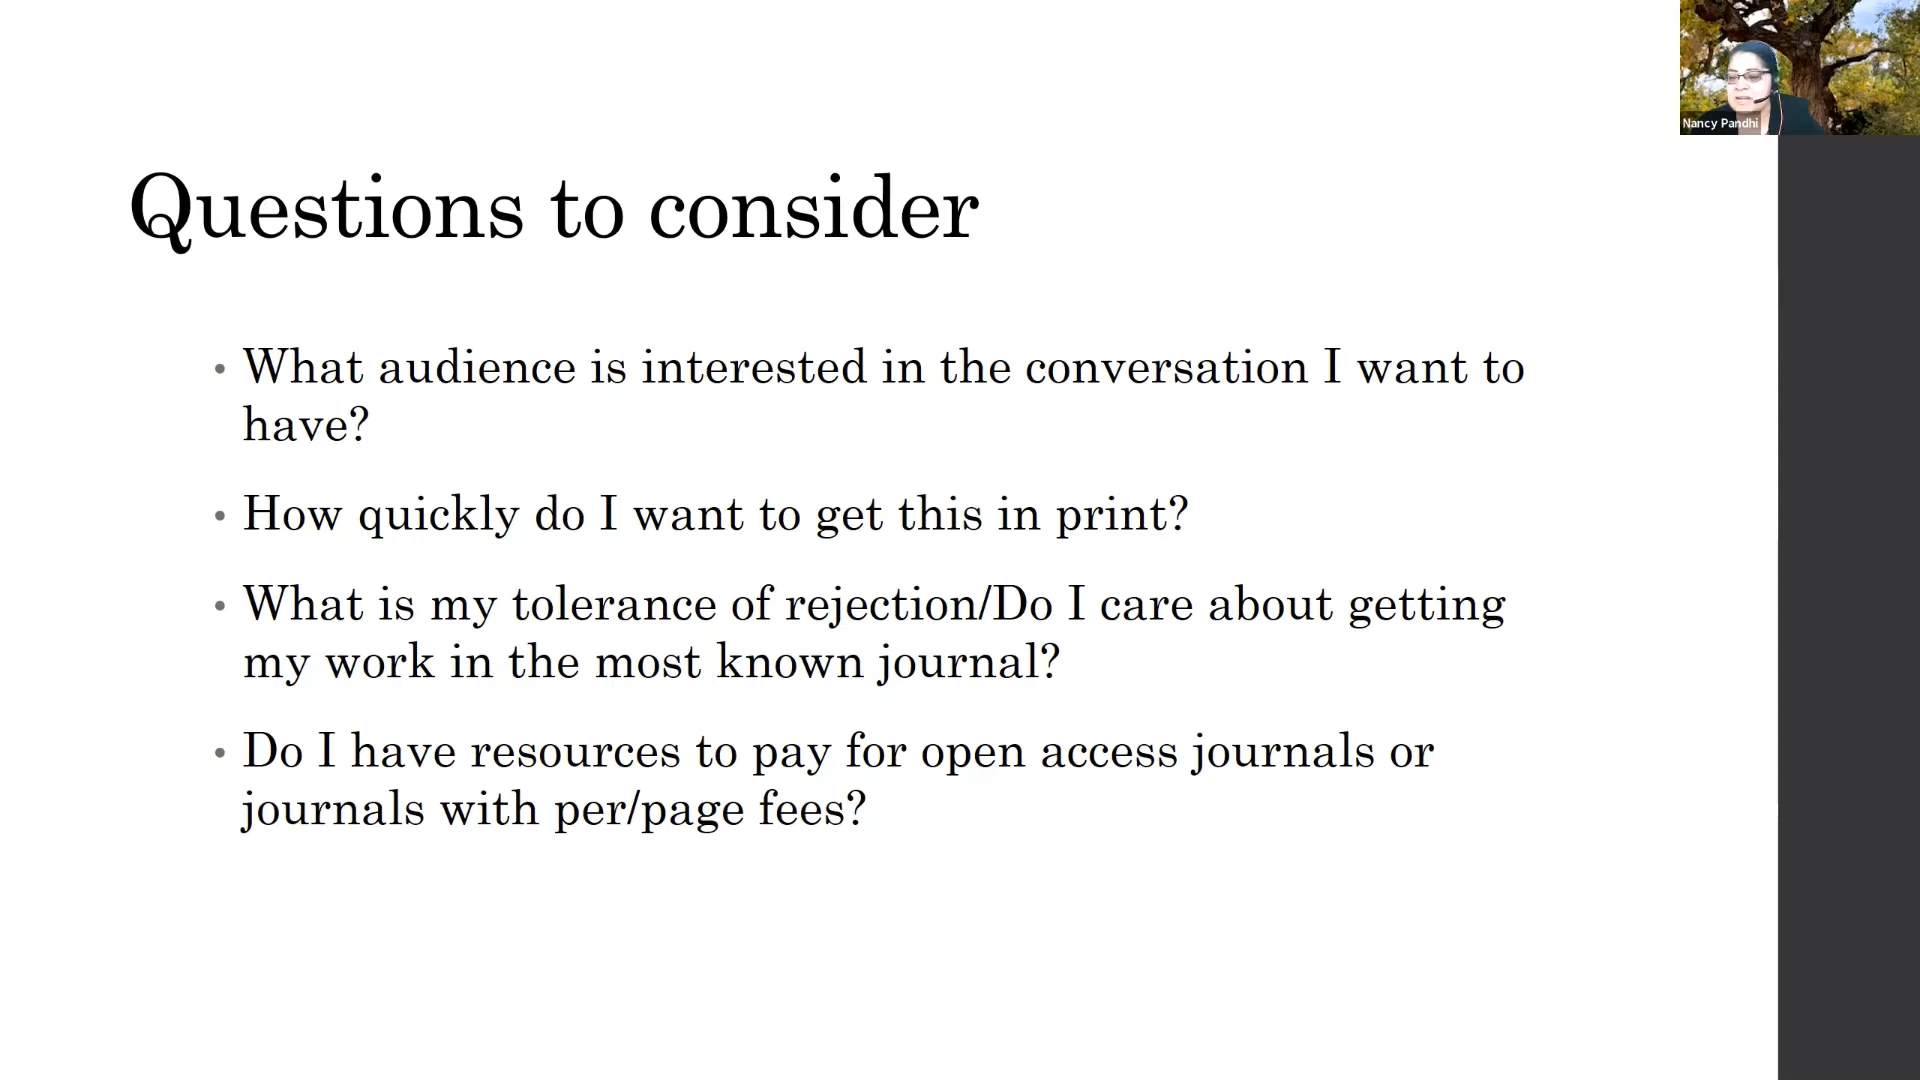 Nancy Pandhi
Questions to consider
• What audience is interested in the conversation I want to
have?
• How quickly do I want to get this in print?
• What is my tolerance of rejection/Do I care about getting
my work in the most known journal?
• Do I have resources to pay for open access journals or
journals with per/page fees?